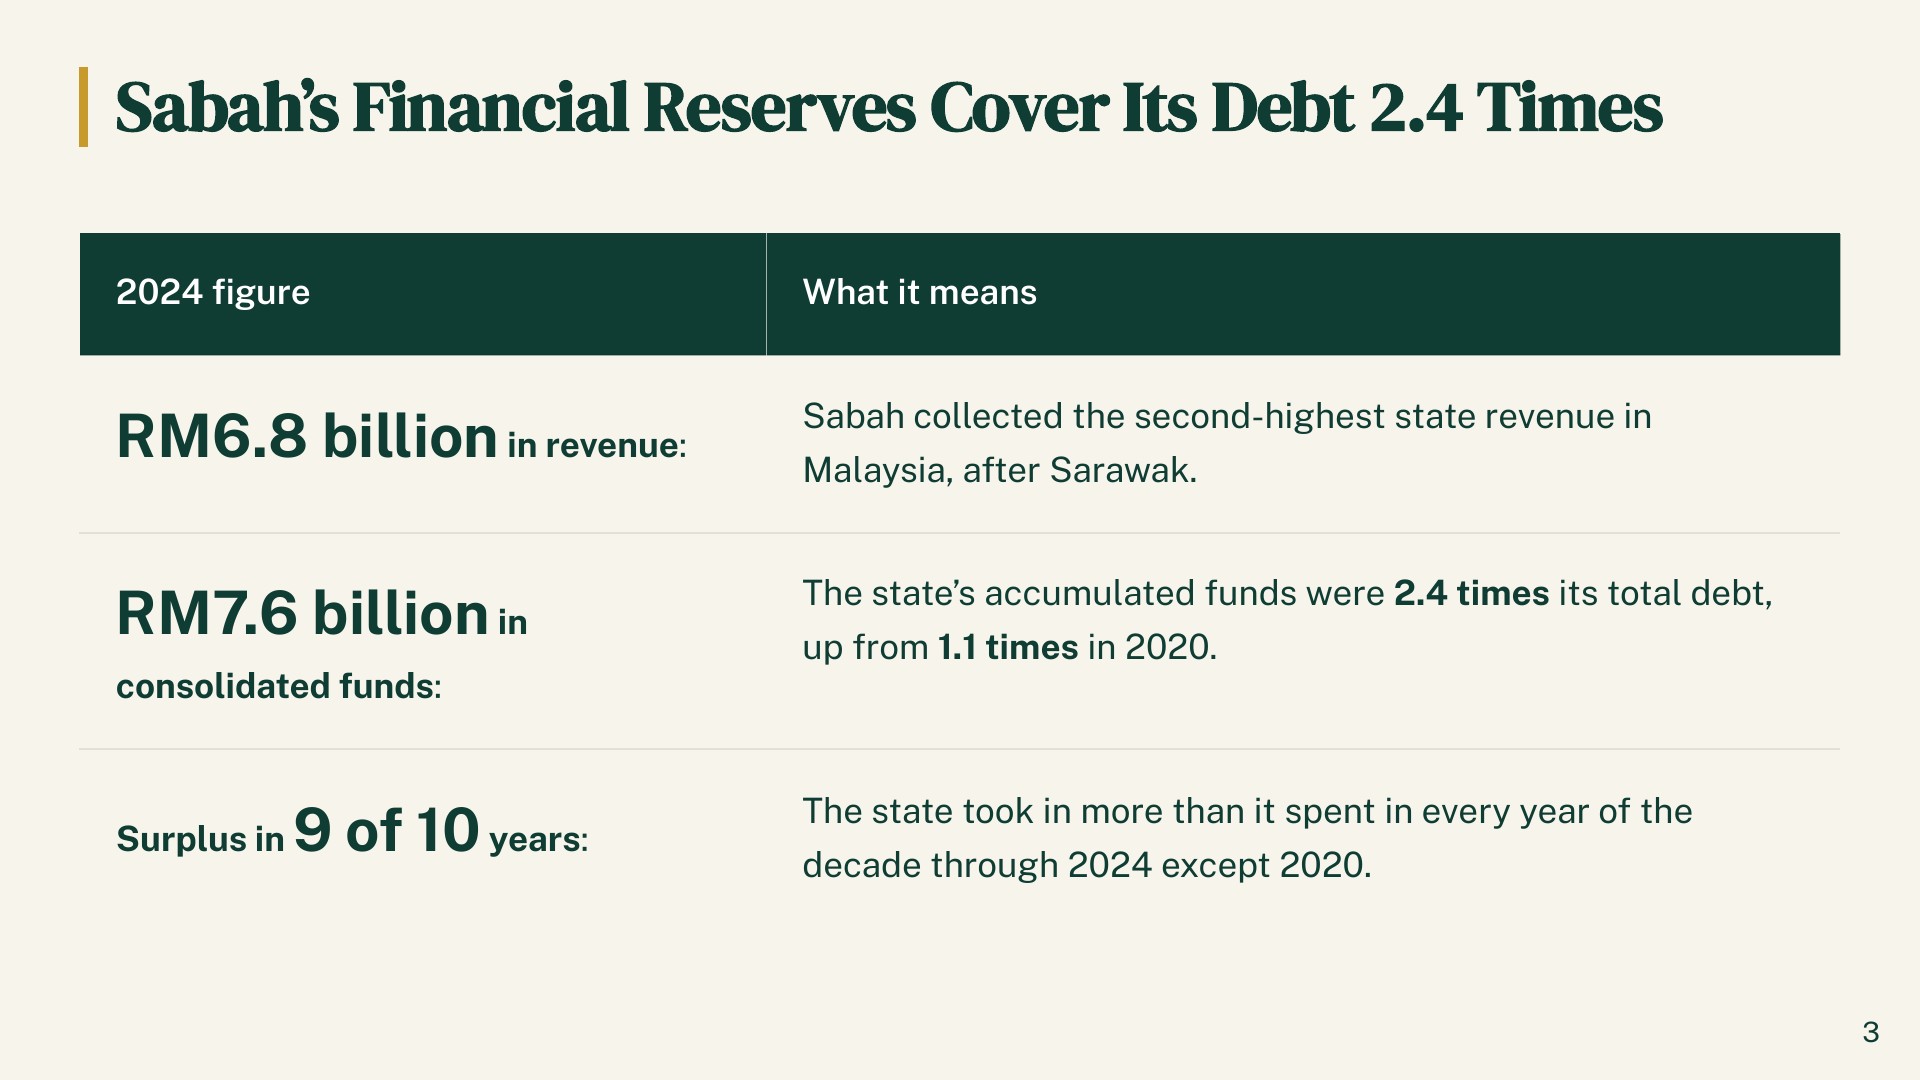 Sabah’s Financial Reserves Cover Its Debt 2.4 Times
2024 figure
What it means
RM6.8 billion in revenue:
Sabah collected the second-highest state revenue in
Malaysia, after Sarawak.
RM7.6 billion in
consolidated funds:
The state’s accumulated funds were 2.4 times its total debt,
up from 1.1 times in 2020.
Surplus in 9 of 10 years:
The state took in more than it spent in every year of the
decade through 2024 except 2020.
3